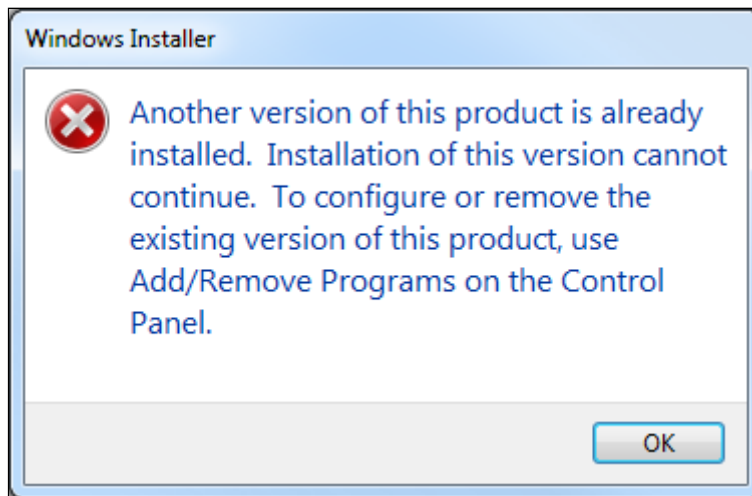 Windows Installer
Another version of this product is already
installed.  Installation of this version cannot
continue.  To configure or remove the
existing version of this product, use
Add/Remove Programs on the Control
Panel.
OK